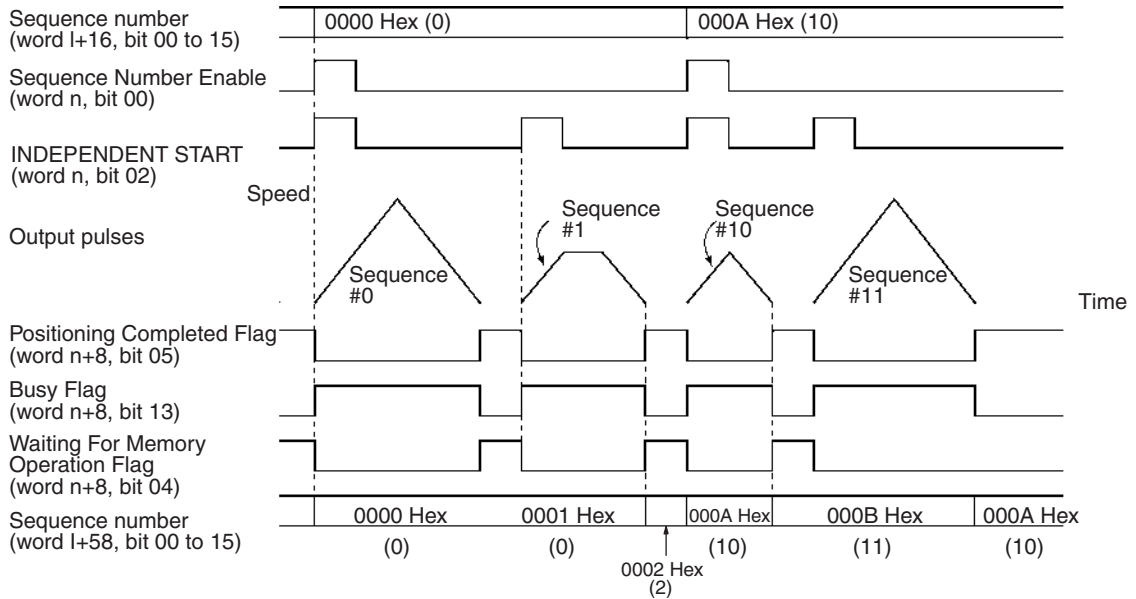 Sequence number
(word l+16, bit 00 to 15)
0000 Hex (0)
000A Hex (10)
Sequence Number Enable
(word n, bit 00)
INDEPENDENT START
(word n, bit 02)
Speed
Output pulses
Sequence
#0
Sequence
#1
Sequence
#10
Sequence
#11
Time
Positioning Completed Flag
(word n+8, bit 05)
Busy Flag
(word n+8, bit 13)
Waiting For Memory
Operation Flag
(word n+8, bit 04)
Sequence number
(word l+58, bit 00 to 15)
0000 Hex
0001 Hex
000A Hex
000B Hex
000A Hex
(0)
(0)
(10)
(11)
(10)
0002 Hex
(2)